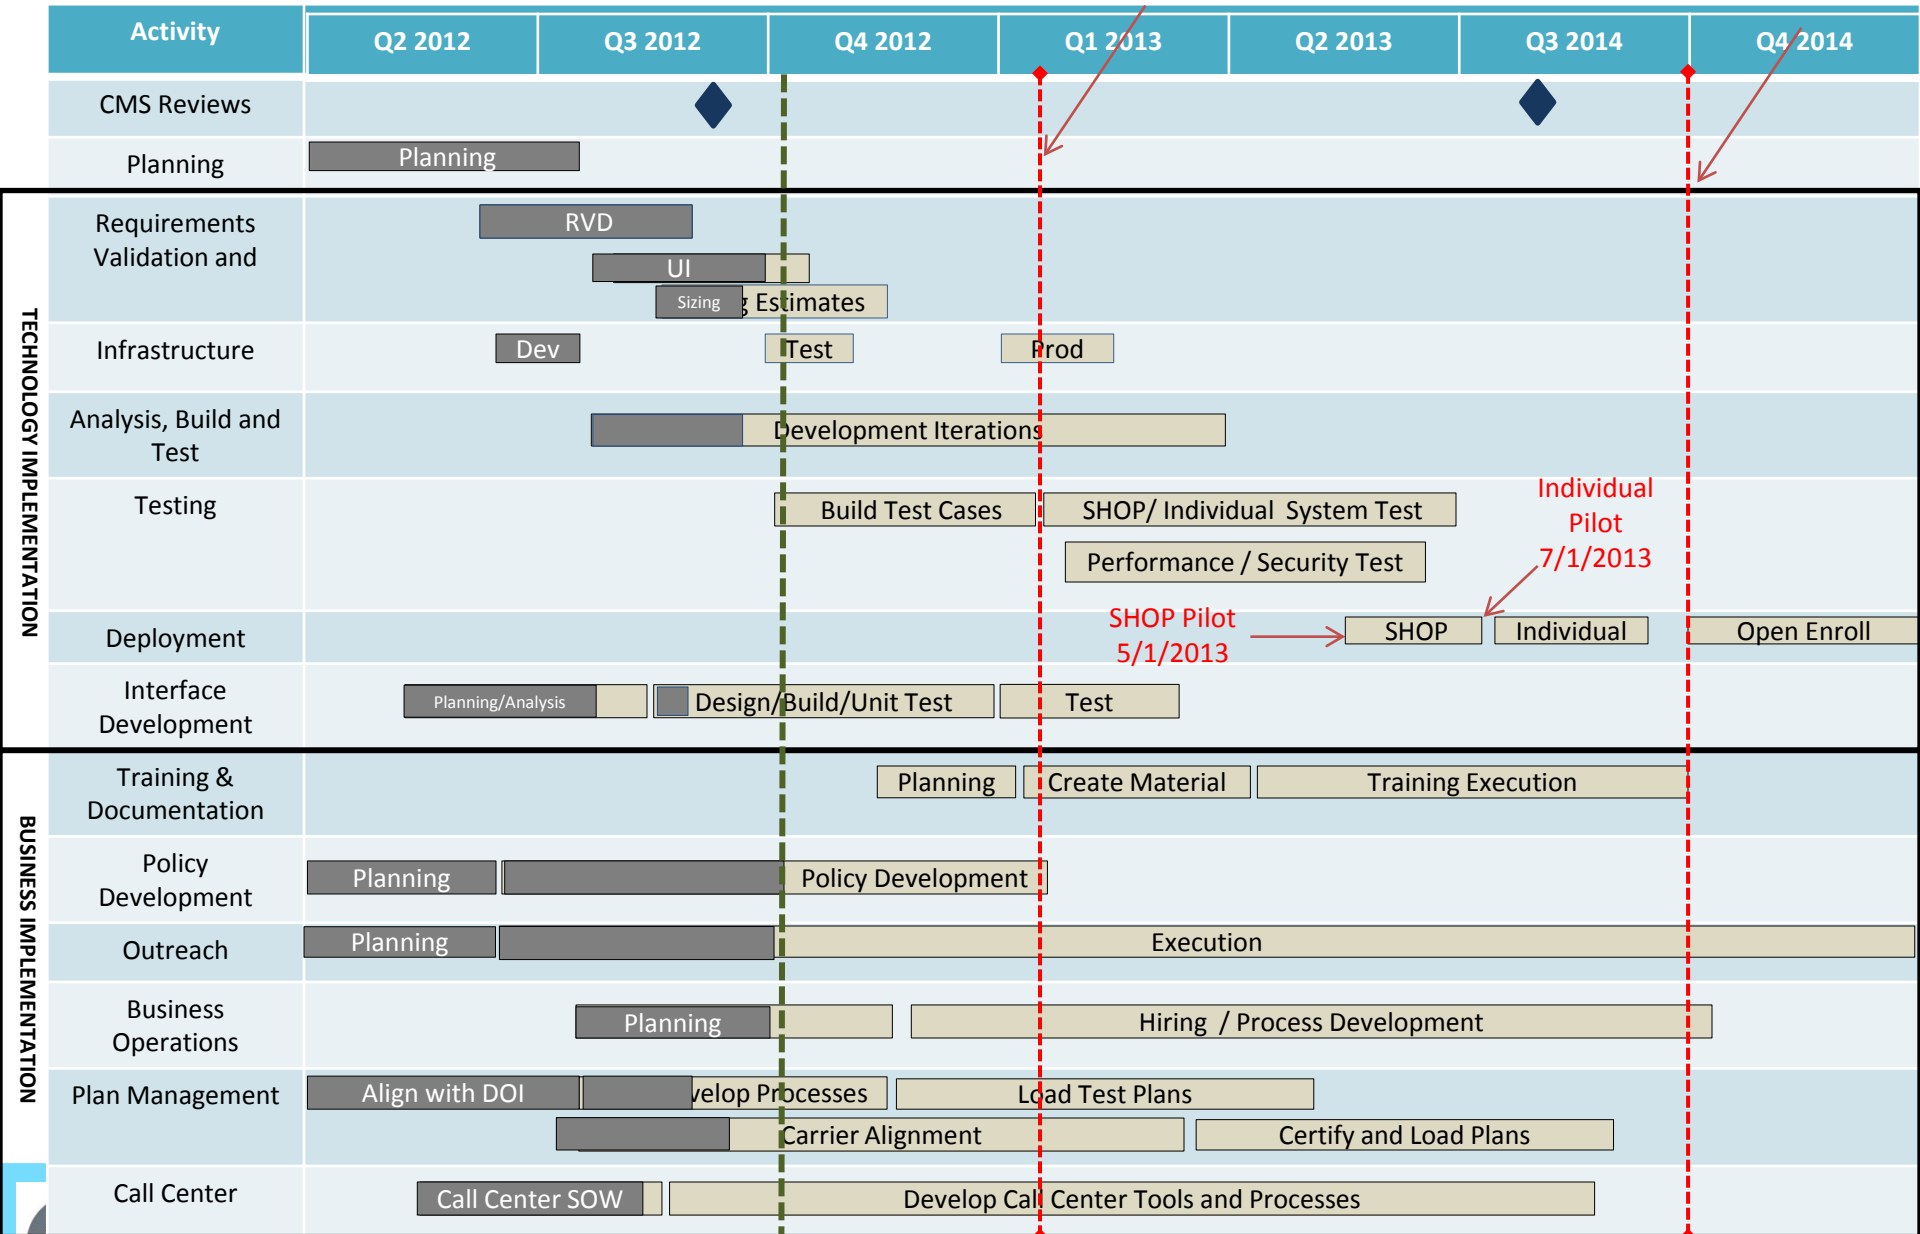 Activity
Q2 2012
Q3 2012
Q4 2012
Q1 2013
Q2 2013
Q3 2014
Q4 2014
CMS Reviews
Planning
Planning
TECHNOLOGY IMPLEMENTATION
Requirements
Validation and
RVD
UI
Sizing
Estimates
Infrastructure
Dev
Test
Prod
Analysis, Build and
Test
Development Iterations
Testing
Build Test Cases
SHOP/ Individual System Test
Performance / Security Test
Individual
Pilot
7/1/2013
Deployment
SHOP Pilot
5/1/2013
SHOP
Individual
Open Enroll
Interface
Development
Planning/Analysis
Design/Build/Unit Test
Test
BUSINESS IMPLEMENTATION
Training &
Documentation
Planning
Create Material
Training Execution
Policy
Development
Planning
Policy Development
Outreach
Planning
Execution
Business
Operations
Planning
Hiring / Process Development
Plan Management
Align with DOI
velop Processes
Load Test Plans
Carrier Alignment
Certify and Load Plans
Call Center
Call Center SOW
Develop Call Center Tools and Processes